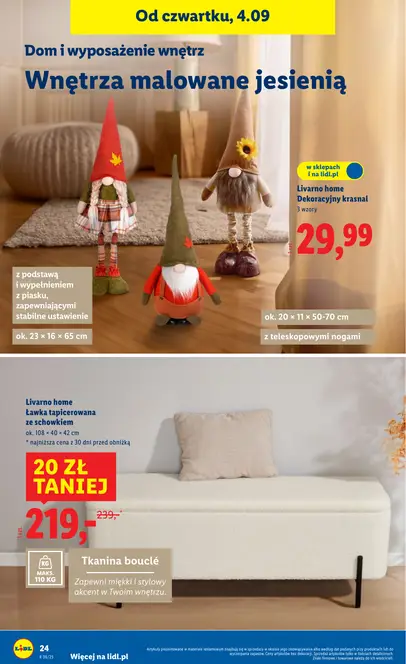 Od czwartku, 4.09
Dom i wyposażenie wnętrz
Wnętrza malowane jesienią
w sklepach
i na lidl.pl
Livarno home
Dekoracyjny krasnal
3 wzory
29,99
z podstawą
i wypełnieniem
z piasku,
zapewniającymi
stabilne ustawienie
ok. 23 × 16 × 65 cm
ok. 20 × 11 × 50-70 cm
z teleskopowymi nogami
Livarno home
Ławka tapicerowana
ze schowkiem
ok. 108 × 40 × 42 cm
* najniższa cena z 30 dni przed obniżką
20 ZŁ
TANIEJ
239,-*
219,-
KG
MAKS.
110 KG
Tkanina bouclé
Zapewni miękki i stylowy
akcent w Twoim wnętrzu.
LIDL
24
Więcej na lidl.pl